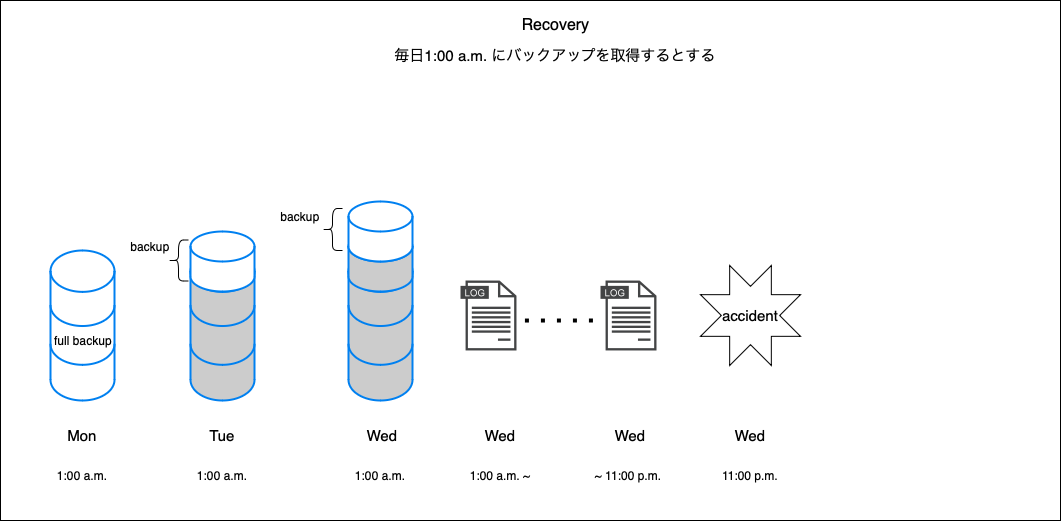 Recovery
毎日1:00 a.m. にバックアップを取得するとする
backup
backup
LOG
LOG
accident
full backup
Mon
Tue
Wed
Wed
Wed
Wed
1:00 a.m.
1:00 a.m.
1:00 a.m.
1:00 a.m. ~
~ 11:00 p.m.
11:00 p.m.